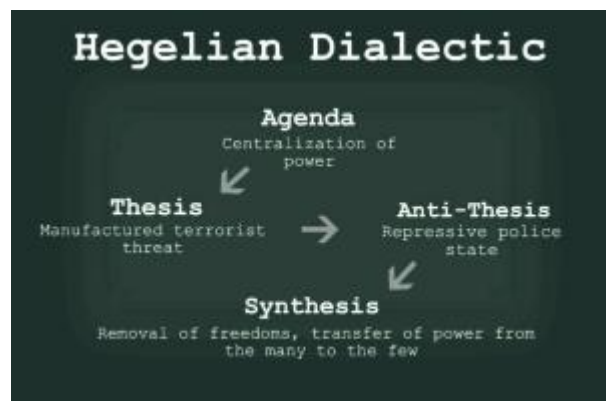 Hegelian Dialectic
Agenda
Centralization of
power
Thesis
Manufactured terrorist
threat
Anti-Thesis
Repressive police
state
Synthesis
Removal of freedoms, transfer of power from
the many to the few